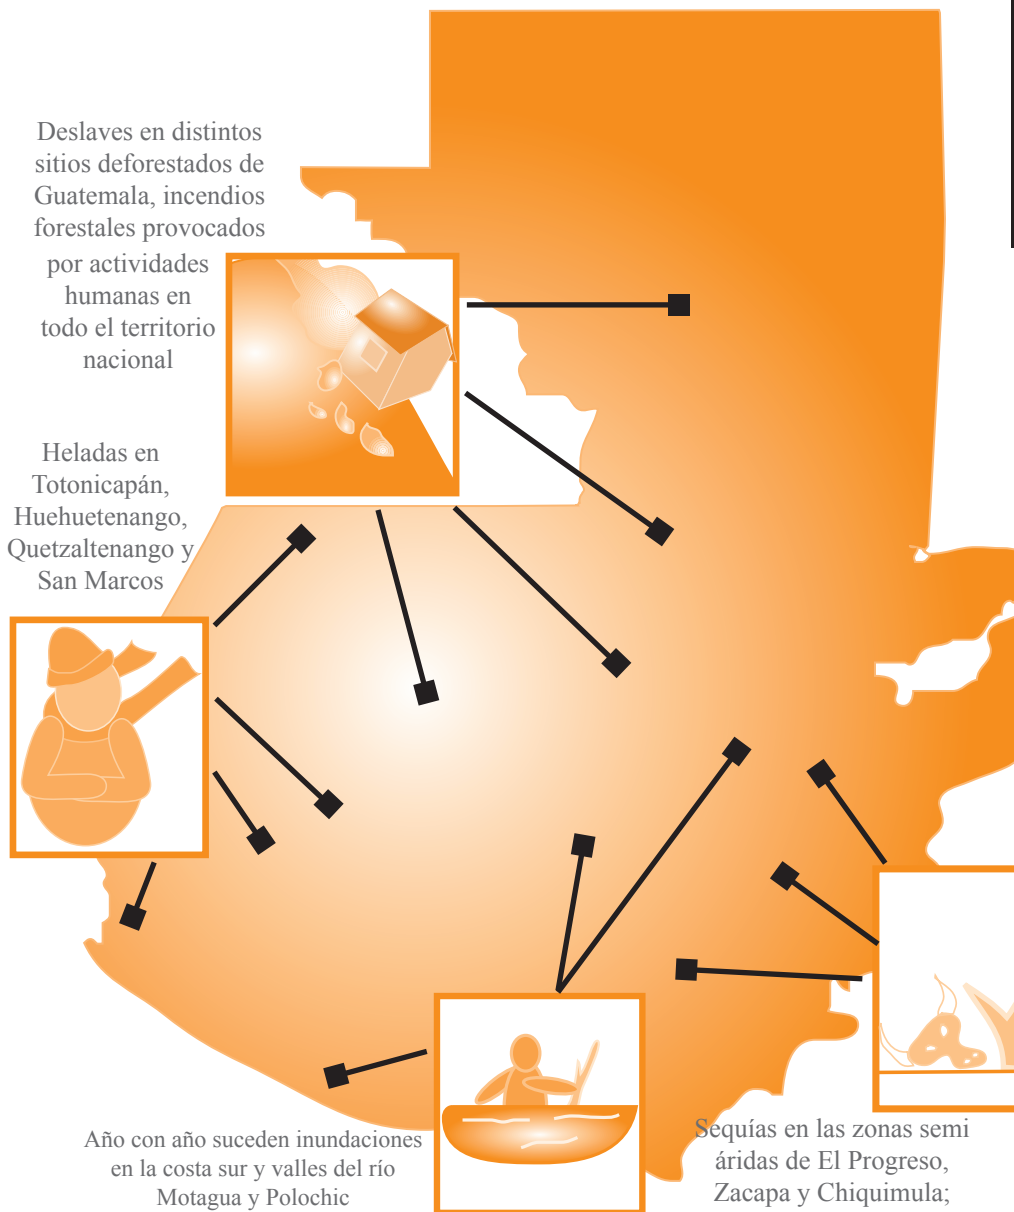 Deslaves en distintos
sitios deforestados de
Guatemala, incendios
forestales provocados
por actividades
humanas en
todo el territorio
nacional
Heladas en
Totonicapán,
Huehuetenango,
Quetzaltenango y
San Marcos
Año con año suceden inundaciones
en la costa sur y valles del río
Motagua y Polochic
Sequías en las zonas semi
áridas de El Progreso,
Zacapa y Chiquimula;